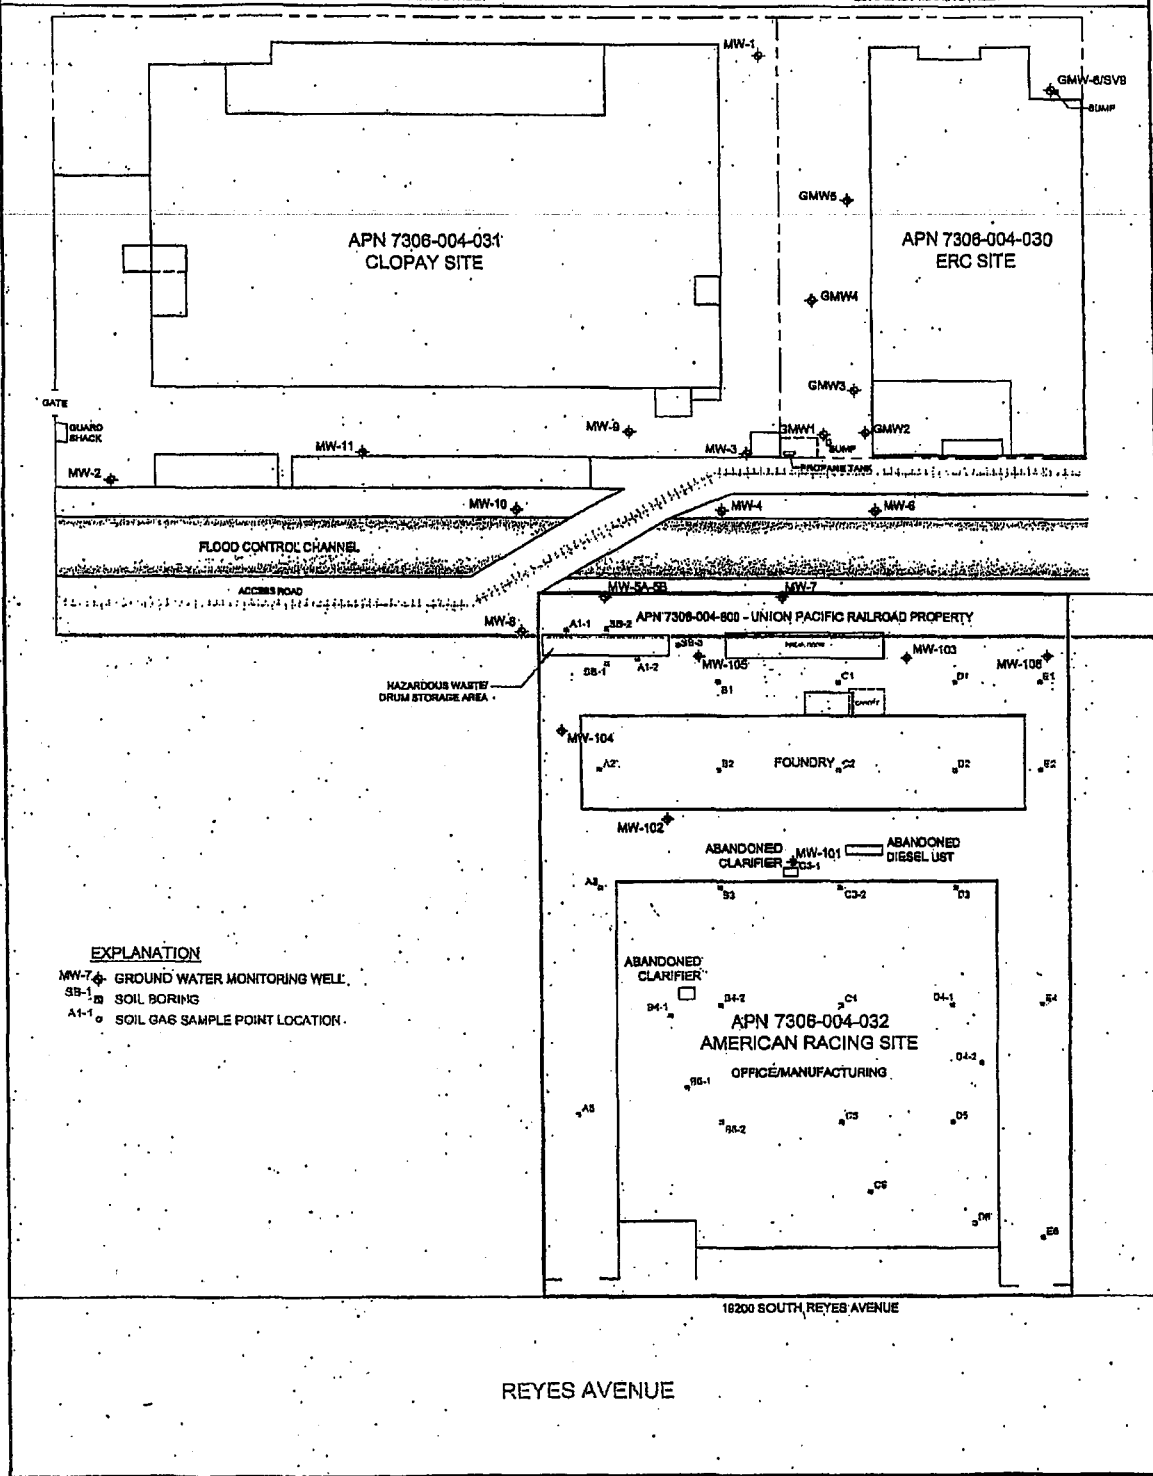 MW-1
GMW-6/SVB
SUMP
GMW5
APN 7306-004-031
CLOPAY SITE
APN 7306-004-030
ERC SITE
GMW4
GMW3
GATE
GUARD
SHACK
MW-9
GMW1
GMW2
SUMP
MW-11
MW-3
PROPANE TANK
MW-2
MW-10
MW-4
MW-6
FLOOD CONTROL CHANNEL
ACCESS ROAD
MW-5A-5B
MW-7
MW-8
A1-1
SB-2
APN 7306-004-800 - UNION PACIFIC RAILROAD PROPERTY
SB-3
MW-105
MW-103
MW-106
SB-1
A1-2
HAZARDOUS WASTE/
DRUM STORAGE AREA
B1
C1
D1
E1
MW-104
A2
B2
FOUNDRY
C2
D2
E2
MW-102
ABANDONED
CLARIFIER
MW-101
C3-1
ABANDONED
DIESEL UST
A3
B3
C3-2
D3
EXPLANATION
MW-7 GROUND WATER MONITORING WELL
SB-1 SOIL BORING
A1-1 SOIL GAS SAMPLE POINT LOCATION
ABANDONED
CLARIFIER
B4-1
B4-2
C4
D4-1
E4
APN 7306-004-032
AMERICAN RACING SITE
D4-2
OFFICE/MANUFACTURING
B5-1
A5
B5-2
C5
D5
C6
D6
E6
19200 SOUTH REYES AVENUE
REYES AVENUE